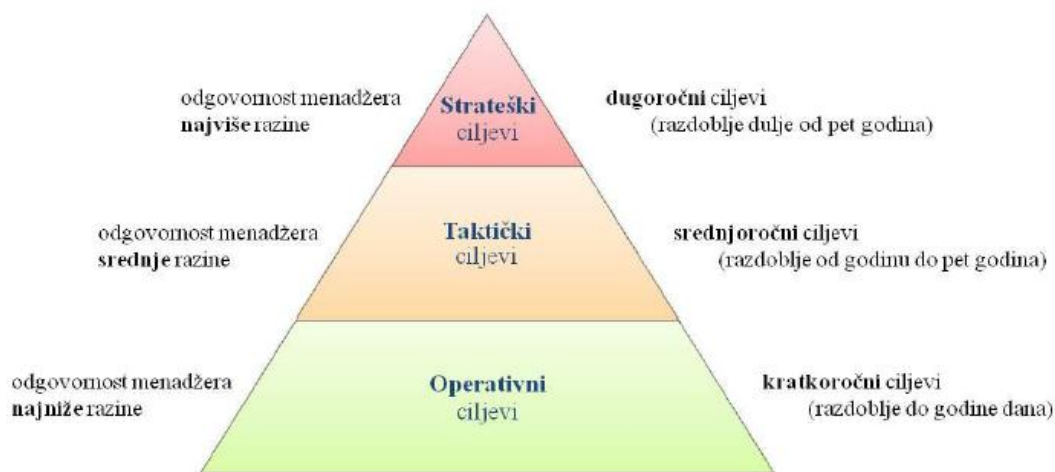 odgovornost menadžera
najviše razine
Strateški
ciljevi
dugoročni ciljevi
(razdoblje dulje od pet godina)
odgovornost menadžera
srednje razine
Taktički
ciljevi
srednjoročni ciljevi
(razdoblje od godinu do pet godina)
odgovornost menadžera
najniže razine
Operativni
ciljevi
kratkoročni ciljevi
(razdoblje do godine dana)